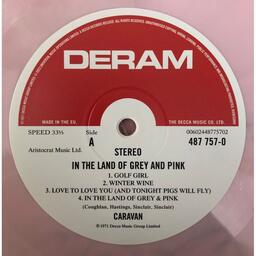 DERAM
MADE IN THE EU.
THE DECCA MUSIC CO. LTD.
SPEED 33⅓
Side
A
STEREO
00602448775702
487 757-0
Aristocrat Music Ltd.
IN THE LAND OF GREY AND PINK
1. GOLF GIRL
2. WINTER WINE
3. LOVE TO LOVE YOU (AND TONIGHT PIGS WILL FLY)
4. IN THE LAND OF GREY & PINK
(Coughlan, Hastings, Sinclair, Sinclair)
CARAVAN
℗ 1971 Decca Music Group Limited